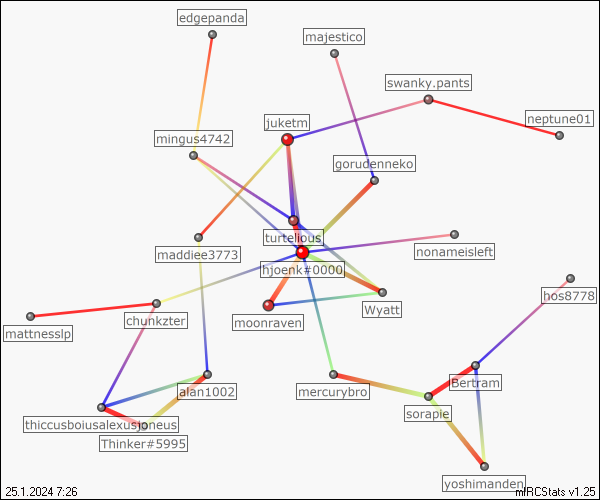 edgepanda
majestico
swanky.pants
neptune01
juketm
mingus4742
gorudenneko
turtelious
nonameisleft
maddiee3773
hjoenk#0000
hos8778
Wyatt
chunkzter
moonraven
mattnesslp
Bertram
alan1002
mercurybro
sorapie
thiccusboiusalexusjoneus
Thinker#5995
yoshimanden
25.1.2024 7:26
mIRCStats v1.25